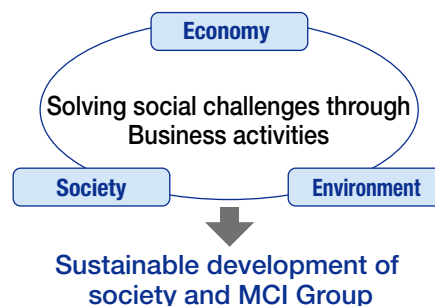 Economy
Solving social challenges through
Business activities
Society
Environment
Sustainable development of
society and MCI Group